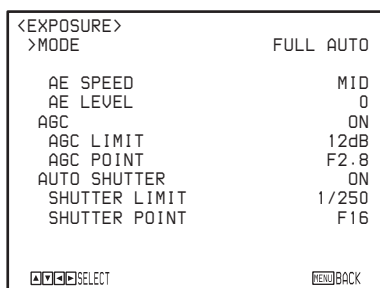 <EXPOSURE>
>MODE FULL AUTO
AE SPEED MID
AE LEVEL 0
AGC ON
AGC LIMIT 12dB
AGC POINT F2.8
AUTO SHUTTER ON
SHUTTER LIMIT 1/250
SHUTTER POINT F16
▲▼◀▶SELECT MENU BACK